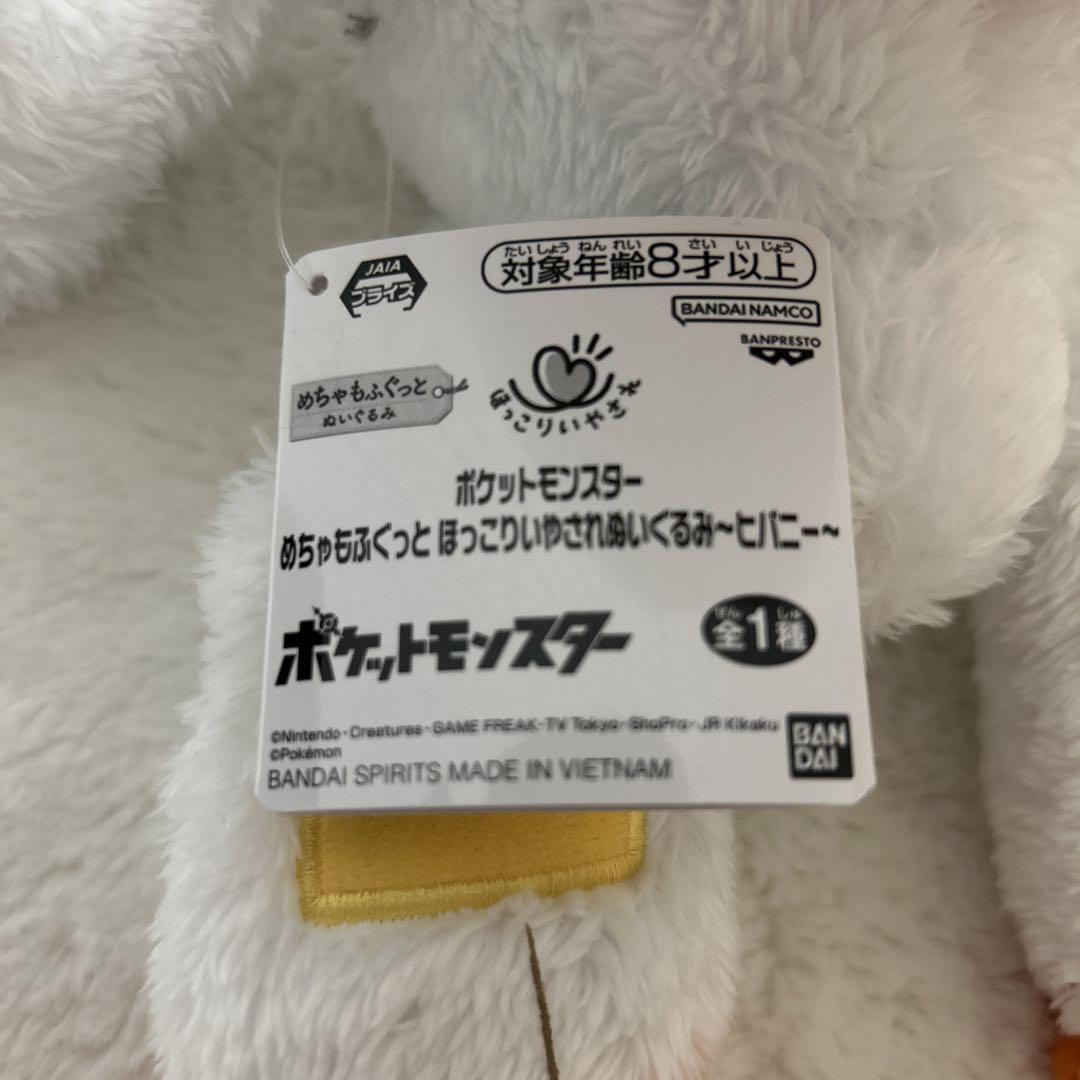 JAIA
プライズ
たいしょう ねん れい さい い じょう
対象年齢8才以上
BANDAI NAMCO
BANPRESTO
めちゃもふぐっと
ぬいぐるみ
ほっこりいやされ
ポケットモンスター
めちゃもふぐっと ほっこりいやされぬいぐるみ～ヒバニー～
ポケットモンスター
ぜん しゅ
全1種
©Nintendo・Creatures・GAME FREAK・TV Tokyo・ShoPro・JR Kikaku
©Pokémon
BANDAI SPIRITS MADE IN VIETNAM
BAN
DAI